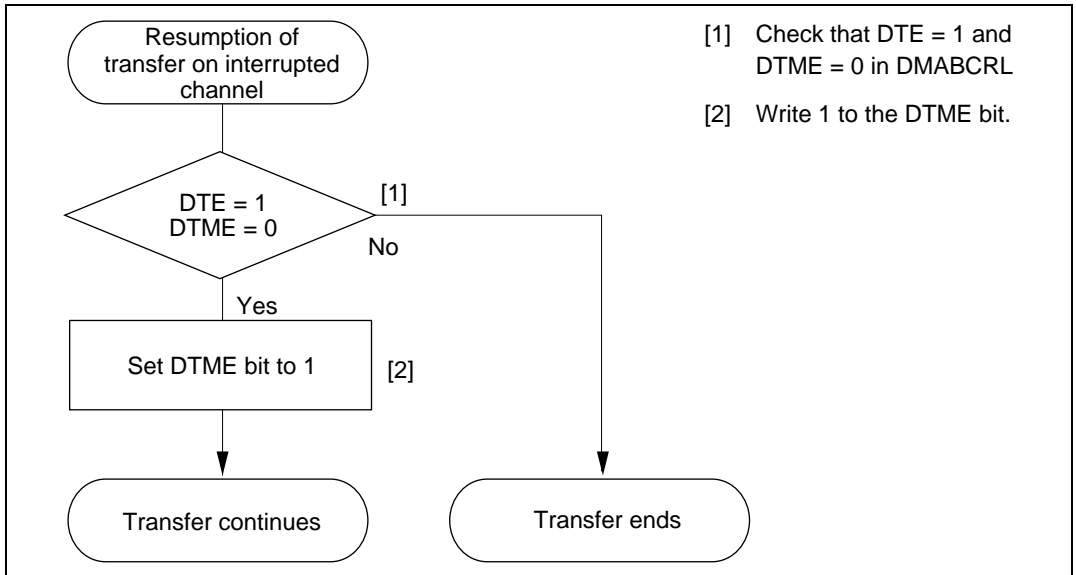 Resumption of
transfer on interrupted
channel
[1] Check that DTE = 1 and
DTME = 0 in DMABCRL
[2] Write 1 to the DTME bit.
DTE = 1
DTME = 0
[1]
No
Yes
Set DTME bit to 1
[2]
Transfer continues
Transfer ends